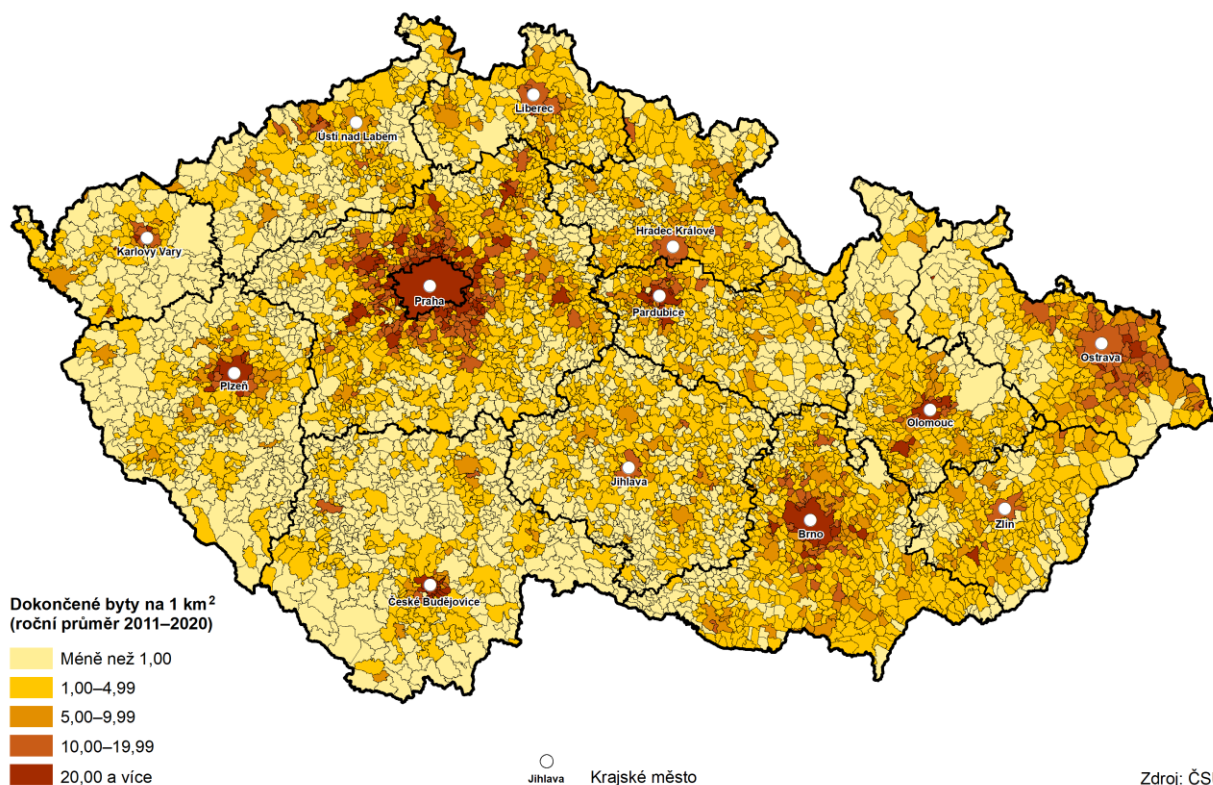 Liberec
Ústí nad Labem
Hradec Králové
Karlovy Vary
Praha
Pardubice
Ostrava
Plzeň
Olomouc
Jihlava
Zlín
Brno
České Budějovice
Dokončené byty na 1 km²
(roční průměr 2011–2020)
Méně než 1,00
1,00–4,99
5,00–9,99
10,00–19,99
20,00 a více
Jihlava Krajské město
Zdroj: